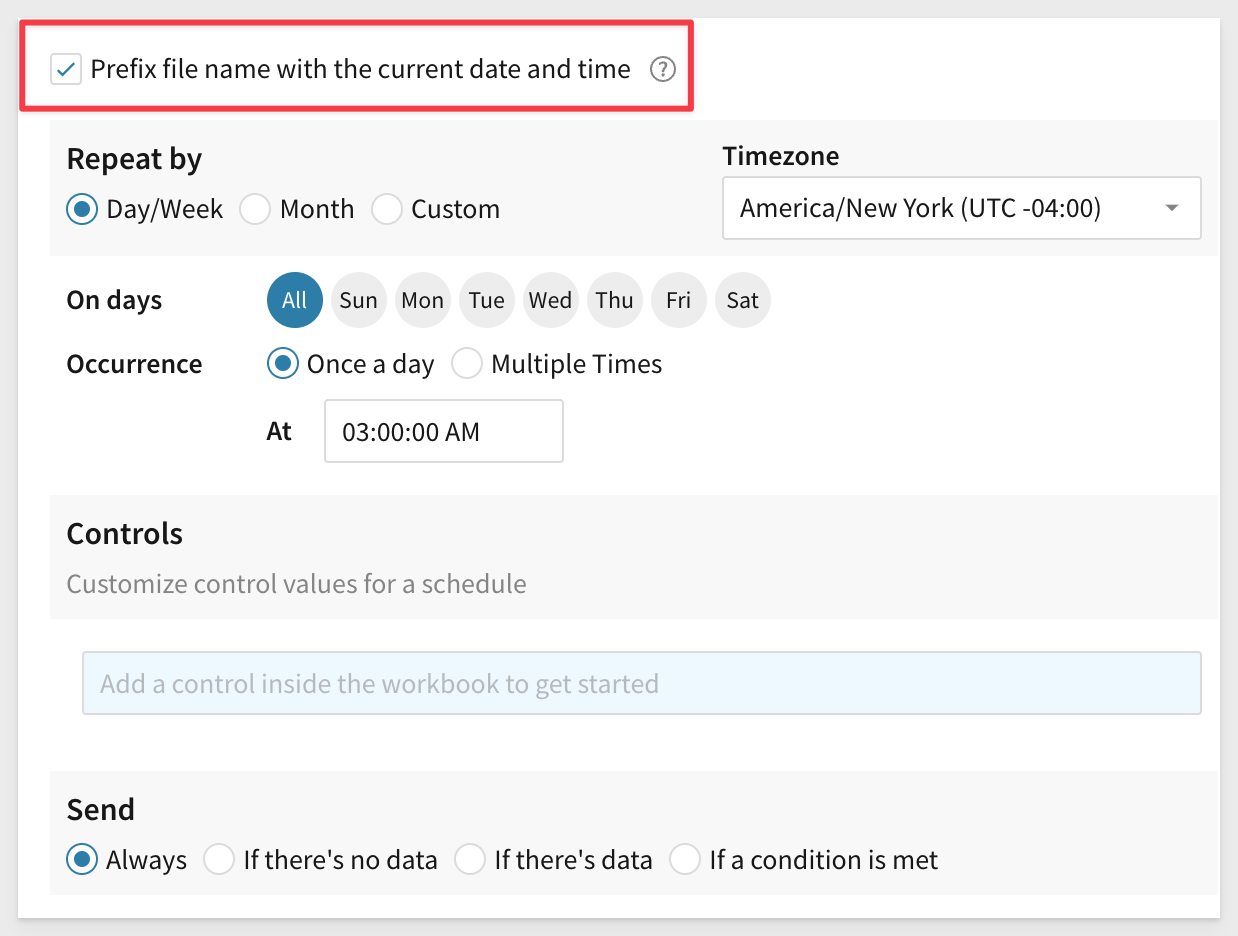 Prefix file name with the current date and time ?
Repeat by
Day/Week Month Custom
Timezone
America/New York (UTC -04:00)
On days All Sun Mon Tue Wed Thu Fri Sat
Occurrence Once a day Multiple Times
At 03:00:00 AM
Controls
Customize control values for a schedule
Add a control inside the workbook to get started
Send
Always If there's no data If there's data If a condition is met